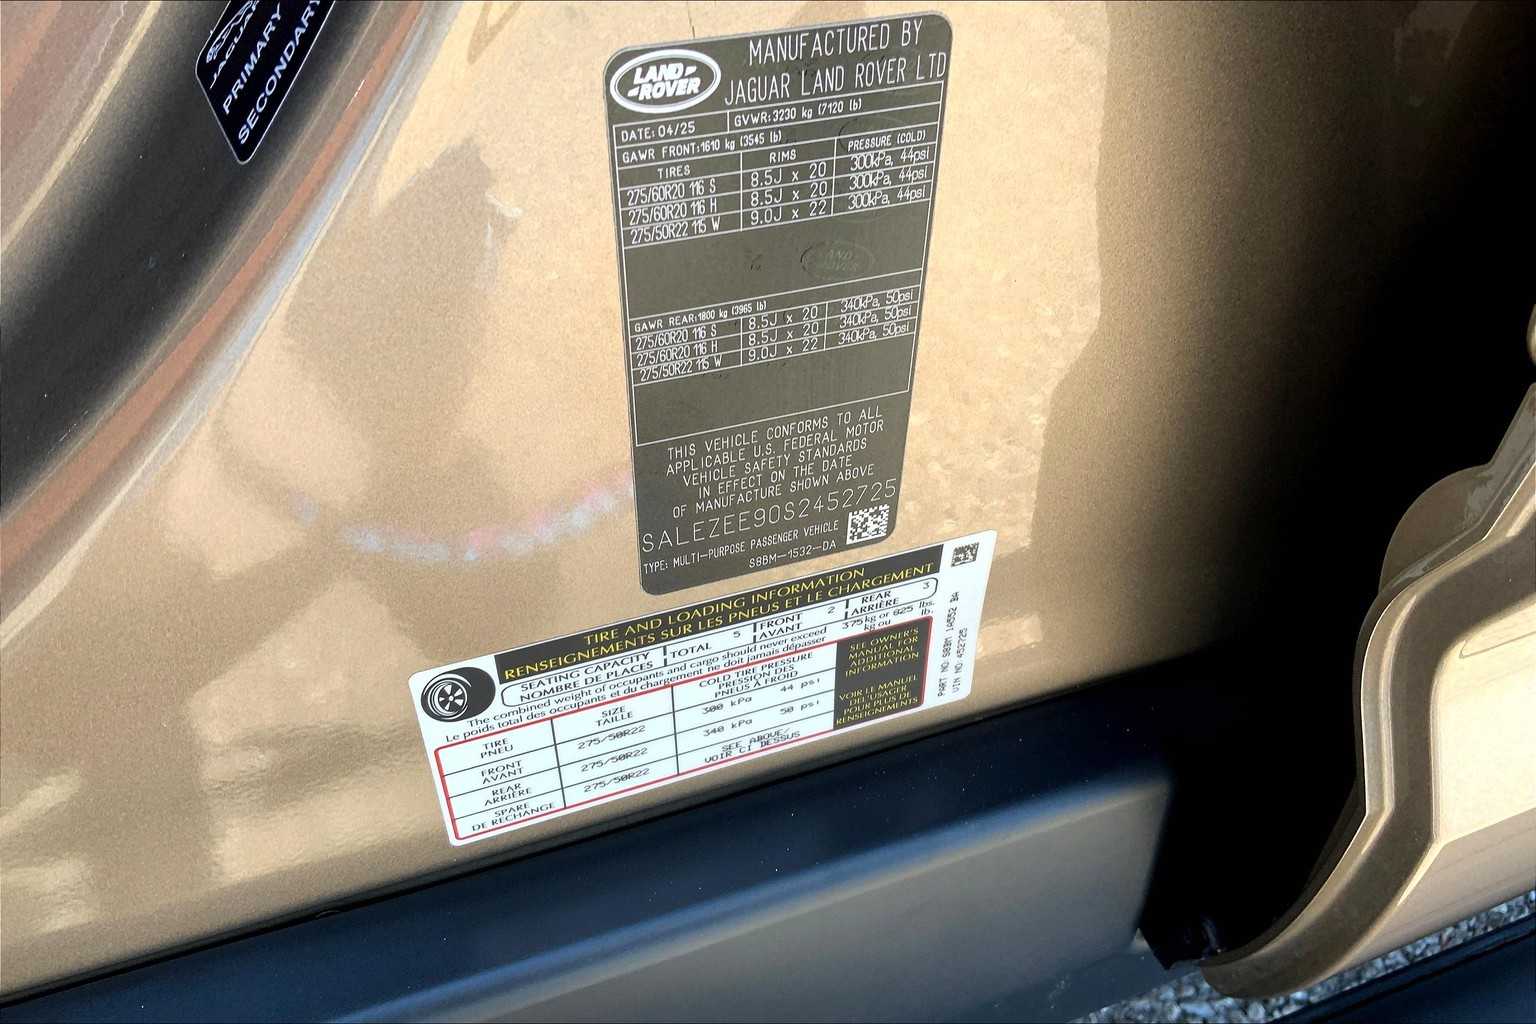 JAGUAR
PRIMARY
SECONDARY
LAND ROVER
MANUFACTURED BY
JAGUAR LAND ROVER LTD
DATE: 04/25 GVWR: 3230 kg (7120 lb)
GAWR FRONT: 1610 kg (3545 lb)
TIRES RIMS PRESSURE (COLD)
275/60R20 116 S 8.5J x 20 300kPa, 44psi
275/60R20 116 H 8.5J x 20 300kPa, 44psi
275/50R22 115 W 9.0J x 22 300kPa, 44psi
GAWR REAR: 1800 kg (3965 lb)
275/60R20 116 S 8.5J x 20 340kPa, 50psi
275/60R20 116 H 8.5J x 20 340kPa, 50psi
275/50R22 115 W 9.0J x 22 340kPa, 50psi
THIS VEHICLE CONFORMS TO ALL
APPLICABLE U.S. FEDERAL MOTOR
VEHICLE SAFETY STANDARDS
IN EFFECT ON THE DATE
OF MANUFACTURE SHOWN ABOVE
SALEZEE90S2452725
TYPE: MULTI-PURPOSE PASSENGER VEHICLE
S8BM-1532-DA
TIRE AND LOADING INFORMATION
RENSEIGNEMENTS SUR LES PNEUS ET LE CHARGEMENT
SEATING CAPACITY TOTAL 5 FRONT 2 REAR 3
NOMBRE DE PLACES AVANT ARRIÈRE
The combined weight of occupants and cargo should never exceed 375 kg or 825 lbs.
Le poids total des occupants et du chargement ne doit jamais dépasser kg ou lb.
TIRE SIZE COLD TIRE PRESSURE
PNEU TAILLE PRESSION DES PNEUS À FROID
FRONT 275/50R22 300 kPa 44 psi
AVANT
REAR 275/50R22 340 kPa 50 psi
ARRIÈRE
SPARE 275/50R22 SEE ABOVE/
DE RECHANGE VOIR CI DESSUS
SEE OWNER'S
MANUAL FOR
ADDITIONAL
INFORMATION
VOIR LE MANUEL
DE L'USAGER
POUR PLUS DE
RENSEIGNEMENTS
PART NO. S8BM 1A552 BA
VIN NO. 452725